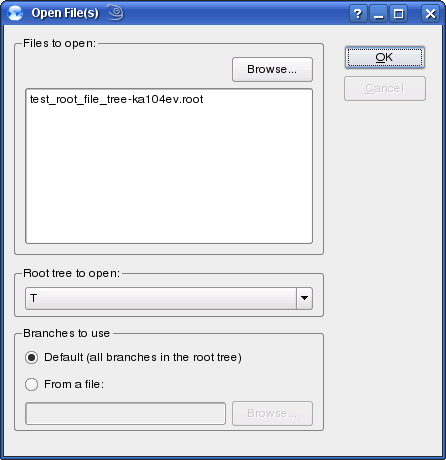 Open File(s)
Files to open:
Browse...
OK
Cancel
test_root_file_tree-ka104ev.root
Root tree to open:
T
Branches to use
Default (all branches in the root tree)
From a file:
Browse...